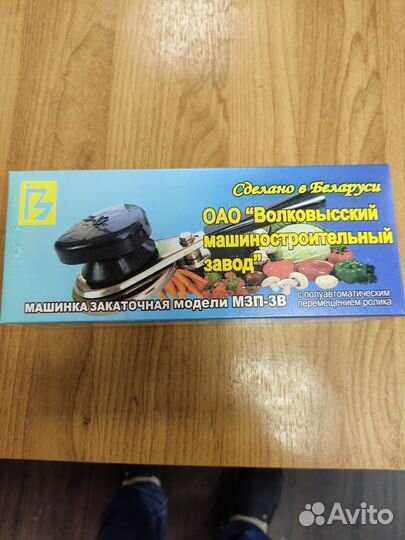 Сделано в Беларуси
ОАО "Волковысский
машиностроительный
завод"
МАШИНКА ЗАКАТОЧНАЯ модели МЗП-3В
с полуавтоматическим
перемещением ролика
Avito